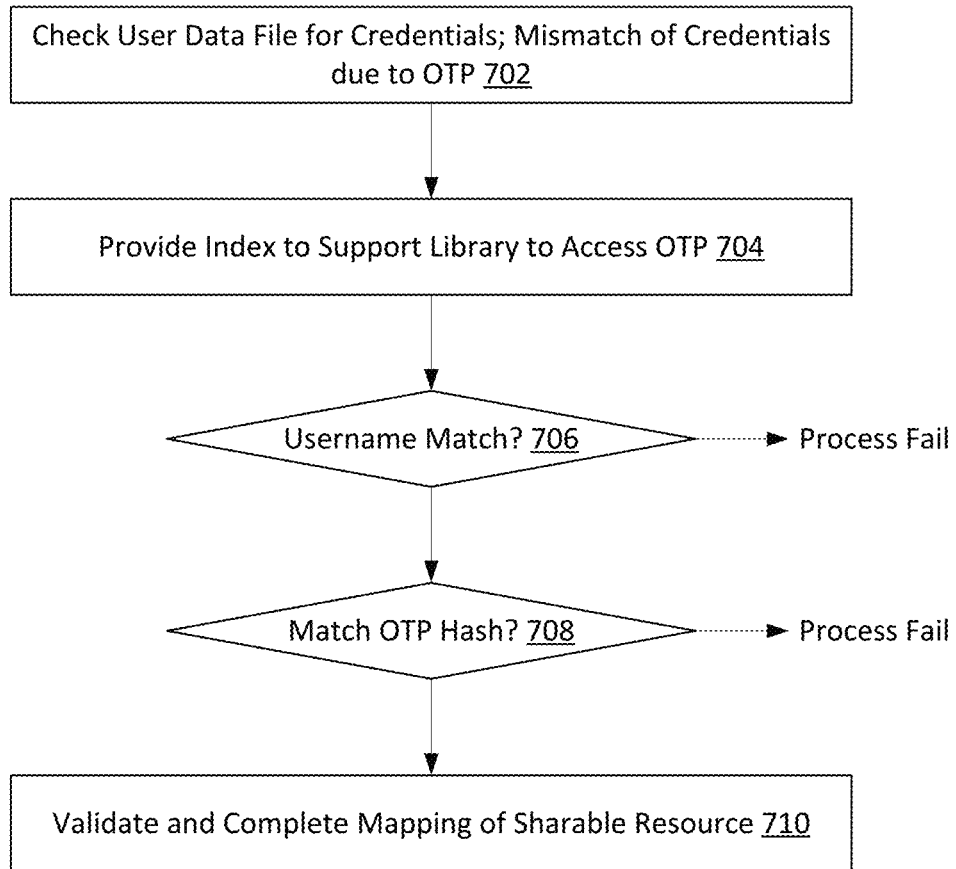 Check User Data File for Credentials; Mismatch of Credentials
due to OTP 702
Provide Index to Support Library to Access OTP 704
Username Match? 706
Process Fail
Match OTP Hash? 708
Process Fail
Validate and Complete Mapping of Sharable Resource 710